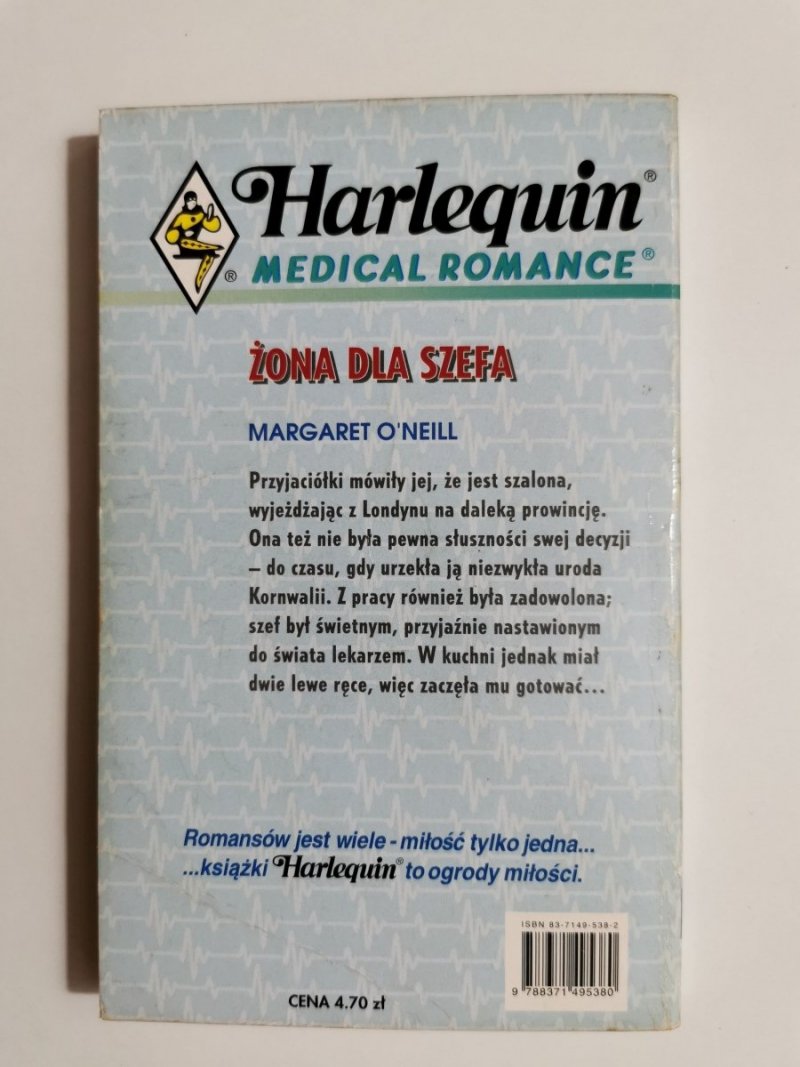 Harlequin®
® MEDICAL ROMANCE®
ŻONA DLA SZEFA
MARGARET O'NEILL
Przyjaciółki mówiły jej, że jest szalona,
wyjeżdżając z Londynu na daleką prowincję.
Ona też nie była pewna słuszności swej decyzji
– do czasu, gdy urzekła ją niezwykła uroda
Kornwalii. Z pracy również była zadowolona;
szef był świetnym, przyjaźnie nastawionym
do świata lekarzem. W kuchni jednak miał
dwie lewe ręce, więc zaczęła mu gotować...
Romansów jest wiele - miłość tylko jedna...
...książki Harlequin® to ogrody miłości.
ISBN 83-7149-538-2
9 788371 495380
CENA 4.70 zł